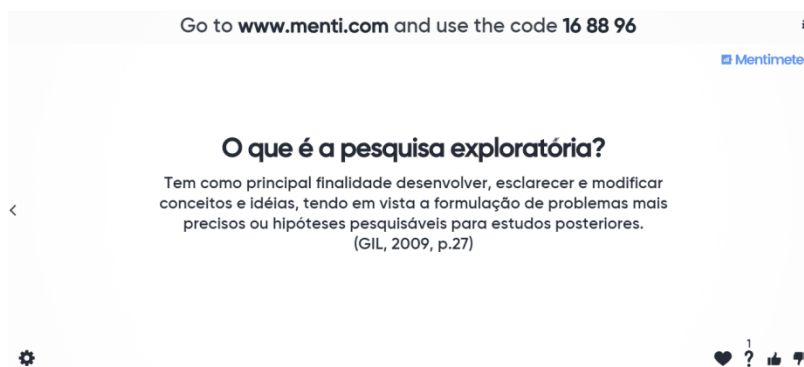 Go to www.menti.com and use the code 16 88 96
Mentimete
O que é a pesquisa exploratória?
Tem como principal finalidade desenvolver, esclarecer e modificar
conceitos e idéias, tendo em vista a formulação de problemas mais
precisos ou hipóteses pesquisáveis para estudos posteriores.
(GIL, 2009, p.27)
1
?